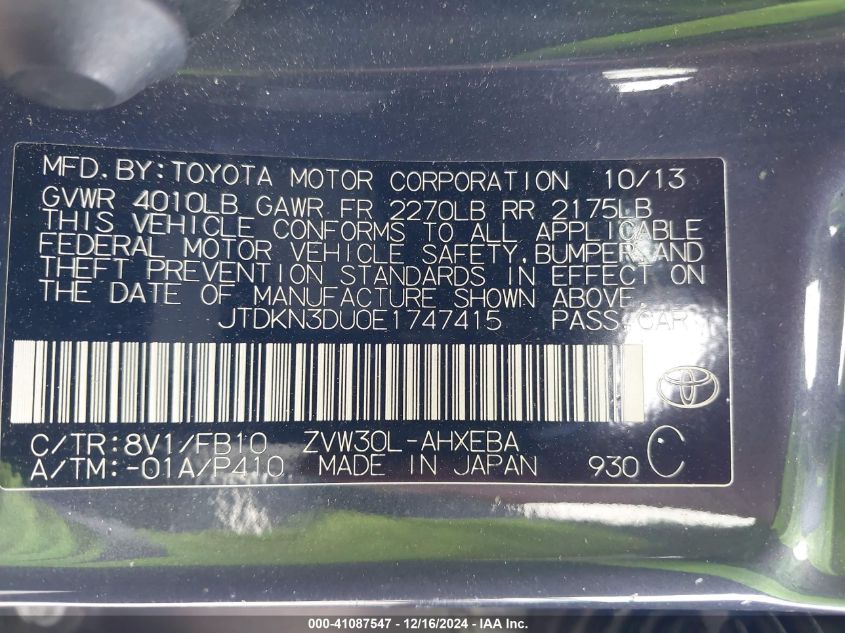 MFD.BY:TOYOTA MOTOR CORPORATION 10/13
GVWR 4010LB GAWR FR 2270LB RR 2175LB
THIS VEHICLE CONFORMS TO ALL APPLICABLE
FEDERAL MOTOR VEHICLE SAFETY,BUMPER,AND
THEFT PREVENTION STANDARDS IN EFFECT ON
THE DATE OF MANUFACTURE SHOWN ABOVE.
JTDKN3DU0E1747415 PASS.CAR
C/TR:8V1/FB10 ZVW30L-AHXEBA
A/TM:-01A/P410 MADE IN JAPAN 930 C
000-41087547 - 12/16/2024 - IAA Inc.